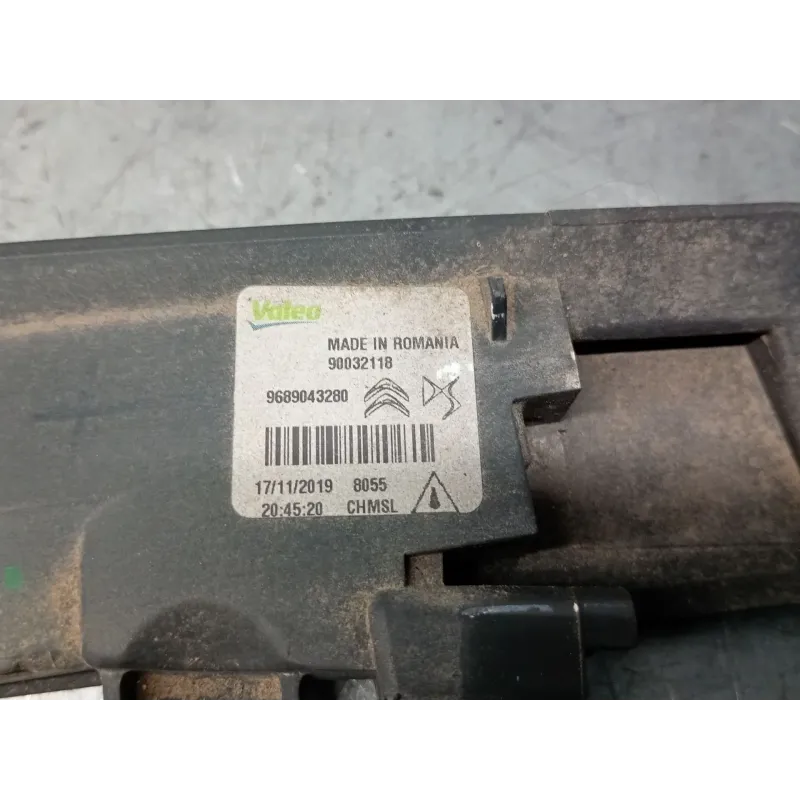 Valeo
MADE IN ROMANIA
90032118
9689043280
17/11/2019 8055
20:45:20 CHMSL